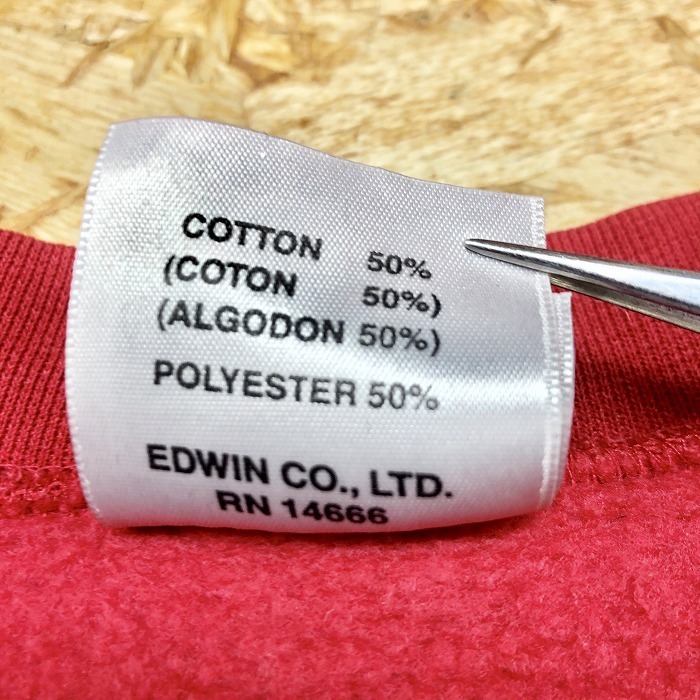 COTTON 50%
(COTON 50%)
(ALGODON 50%)
POLYESTER 50%
EDWIN CO., LTD.
RN 14666